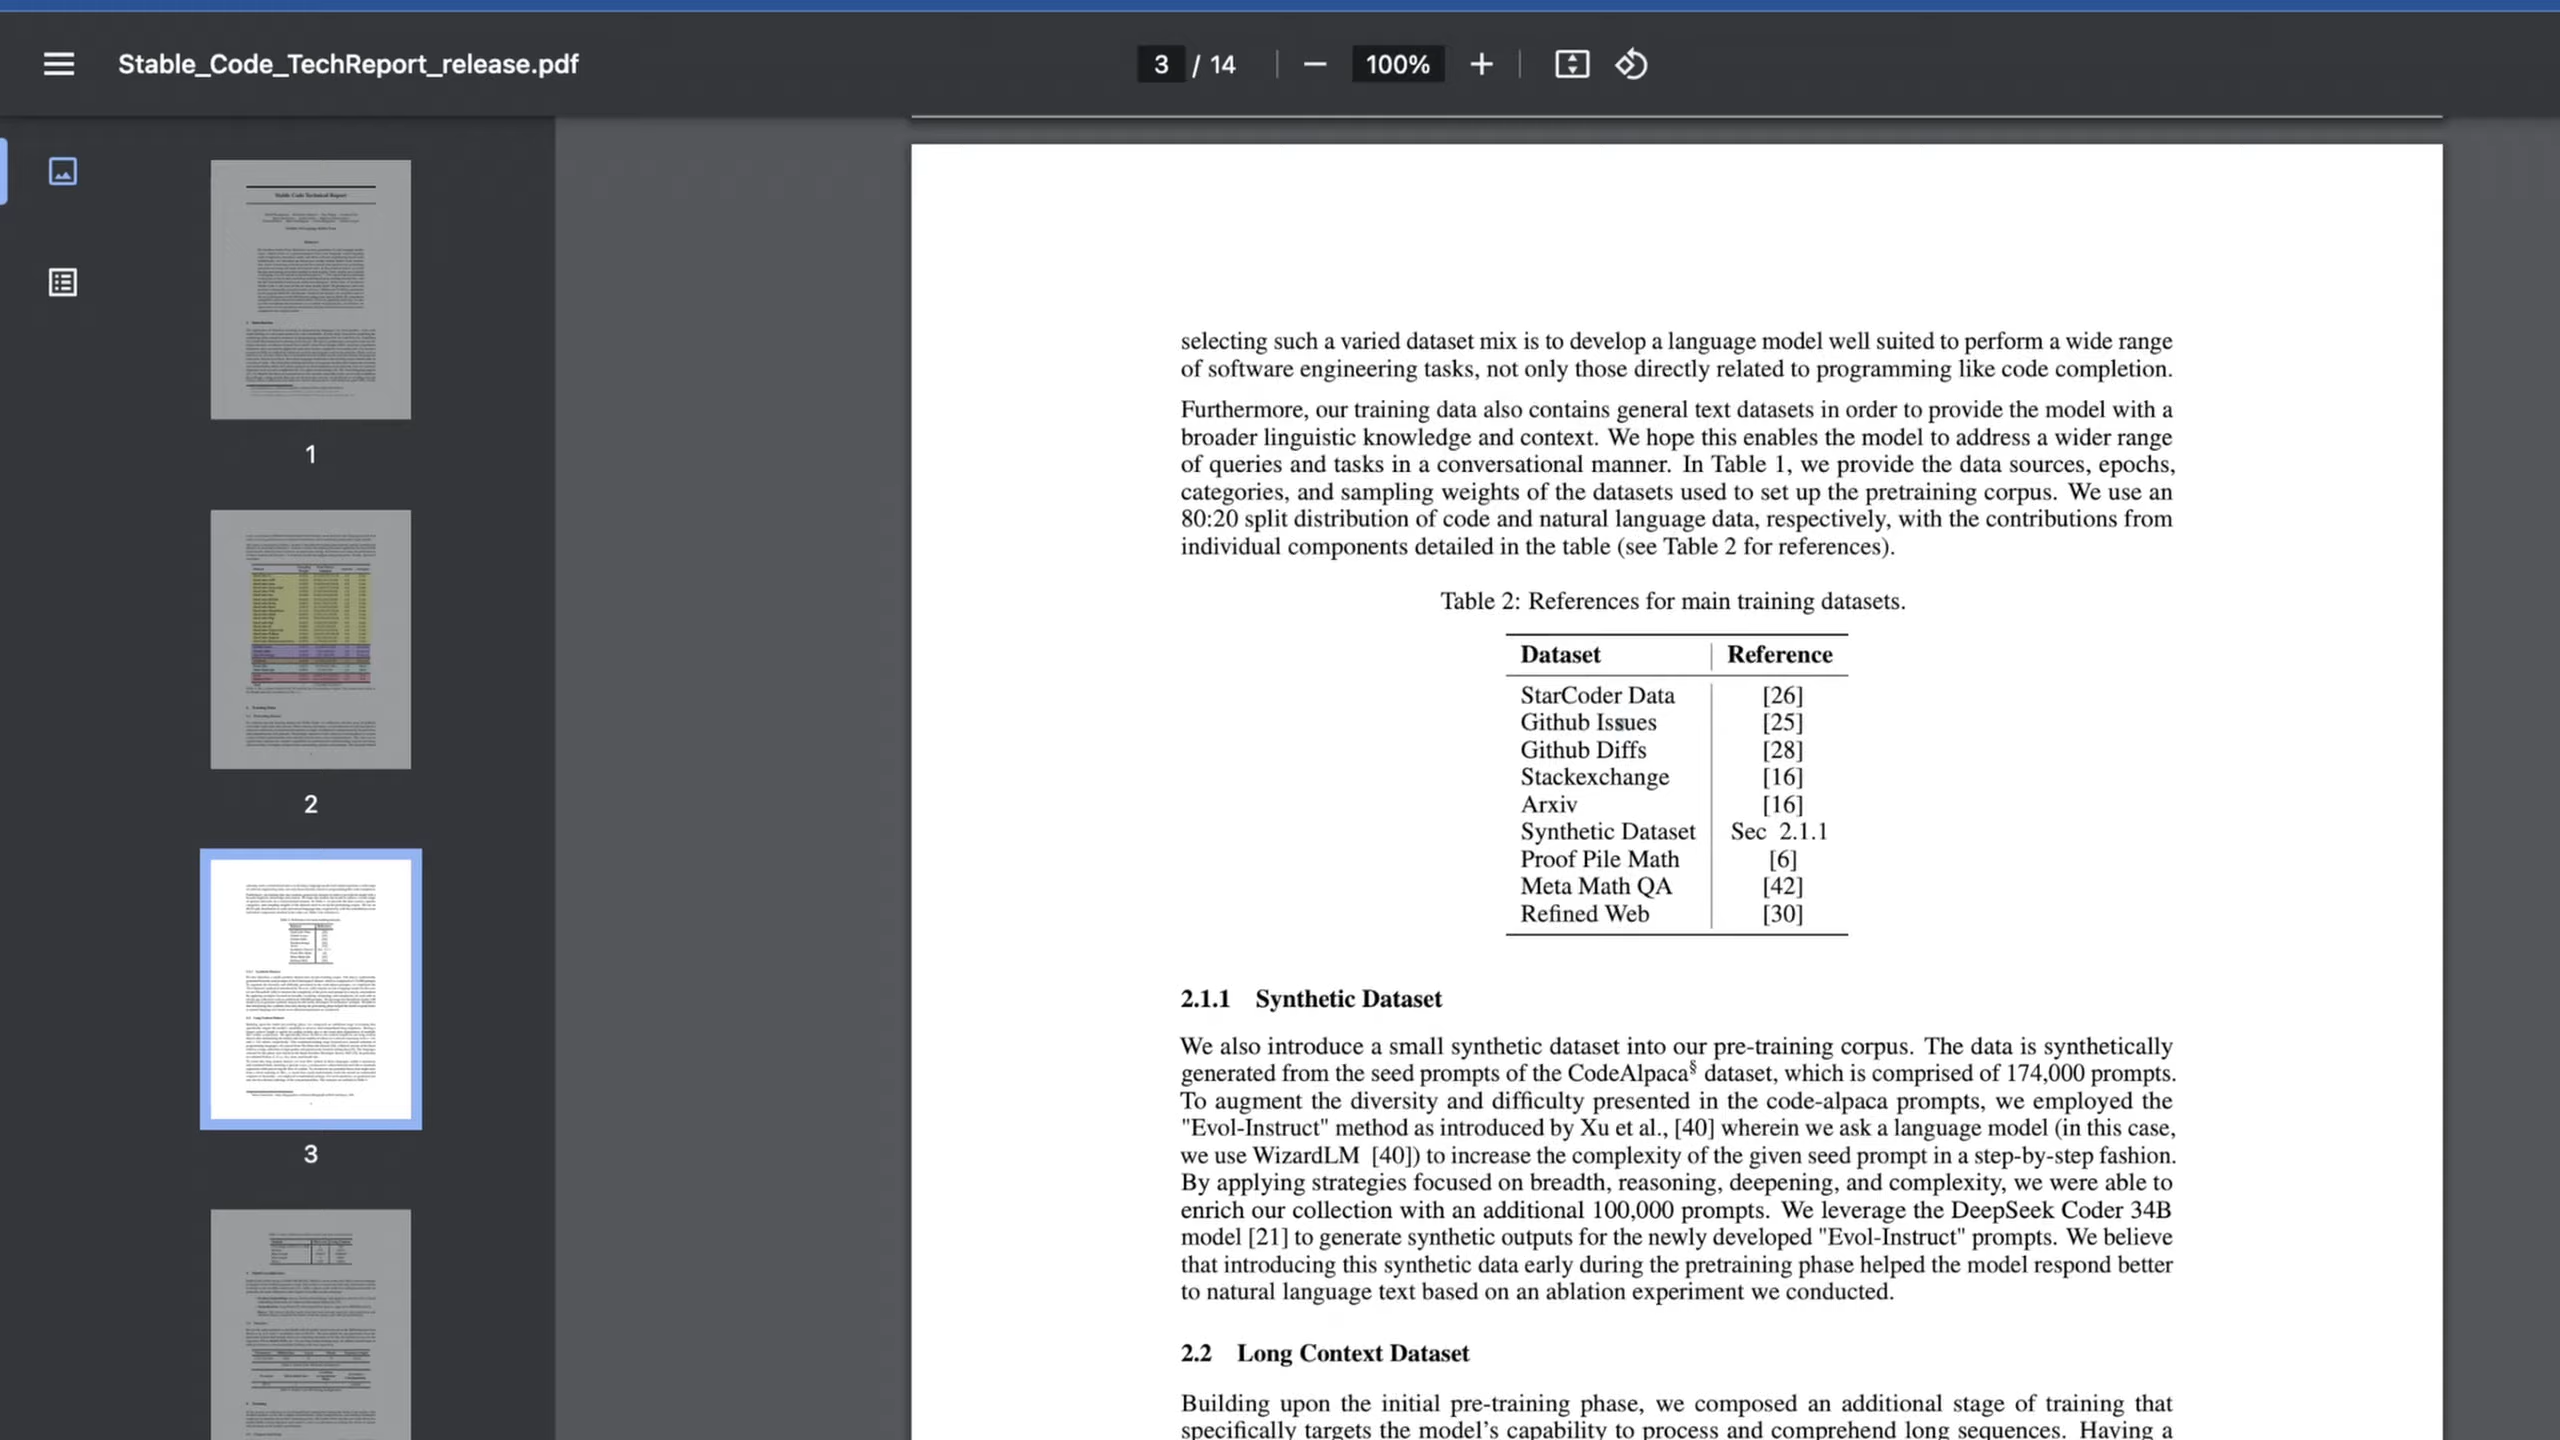 Stable_Code_TechReport_release.pdf
3 / 14
100%
1
2
3
selecting such a varied dataset mix is to develop a language model well suited to perform a wide range
of software engineering tasks, not only those directly related to programming like code completion.
Furthermore, our training data also contains general text datasets in order to provide the model with a
broader linguistic knowledge and context. We hope this enables the model to address a wider range
of queries and tasks in a conversational manner. In Table 1, we provide the data sources, epochs,
categories, and sampling weights of the datasets used to set up the pretraining corpus. We use an
80:20 split distribution of code and natural language data, respectively, with the contributions from
individual components detailed in the table (see Table 2 for references).
Table 2: References for main training datasets.
Dataset Reference
StarCoder Data [26]
Github Issues [25]
Github Diffs [28]
Stackexchange [16]
Arxiv [16]
Synthetic Dataset Sec 2.1.1
Proof Pile Math [6]
Meta Math QA [42]
Refined Web [30]
2.1.1 Synthetic Dataset
We also introduce a small synthetic dataset into our pre-training corpus. The data is synthetically
generated from the seed prompts of the CodeAlpaca§ dataset, which is comprised of 174,000 prompts.
To augment the diversity and difficulty presented in the code-alpaca prompts, we employed the
"Evol-Instruct" method as introduced by Xu et al., [40] wherein we ask a language model (in this case,
we use WizardLM [40]) to increase the complexity of the given seed prompt in a step-by-step fashion.
By applying strategies focused on breadth, reasoning, deepening, and complexity, we were able to
enrich our collection with an additional 100,000 prompts. We leverage the DeepSeek Coder 34B
model [21] to generate synthetic outputs for the newly developed "Evol-Instruct" prompts. We believe
that introducing this synthetic data early during the pretraining phase helped the model respond better
to natural language text based on an ablation experiment we conducted.
2.2 Long Context Dataset
Building upon the initial pre-training phase, we composed an additional stage of training that
specifically targets the model's capability to process and comprehend long sequences. Having a